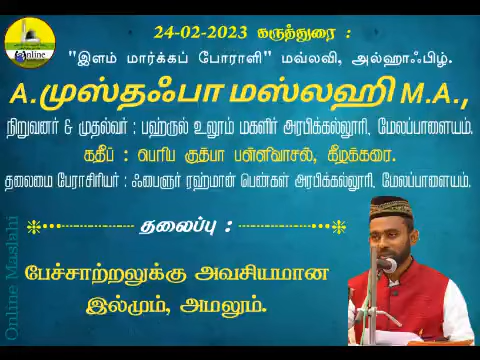 24-02-2023 கருத்துரை :
Online
"இளம் மார்க்கப் போராளி" மவ்லவி, அல்ஹாஃபிழ்.
A.முஸ்தஃபா மஸ்லஹி M.A.,
நிறுவனர் & முதல்வர் : பஹ்ருல் உலூம் மகளிர் அரபிக்கல்லூரி, மேலப்பாளையம்.
கதீப் : பெரிய குத்பா பள்ளிவாசல், கீழக்கரை.
தலைமை பேராசிரியர் : ஃபைளுர் ரஹ்மான் பெண்கள் அரபிக்கல்லூரி, மேலப்பாளையம்.
தலைப்பு :
பேச்சாற்றலுக்கு அவசியமான
இல்மும், அமலும்.
Online Maslahi